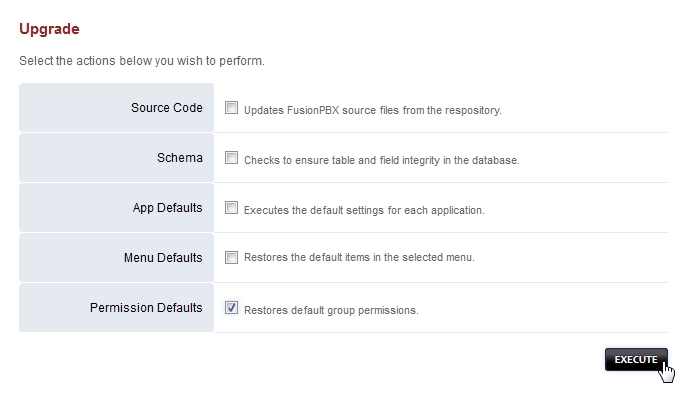 Upgrade
Select the actions below you wish to perform.
Source Code Updates FusionPBX source files from the respository.
Schema Checks to ensure table and field integrity in the database.
App Defaults Executes the default settings for each application.
Menu Defaults Restores the default items in the selected menu.
Permission Defaults Restores default group permissions.
EXECUTE